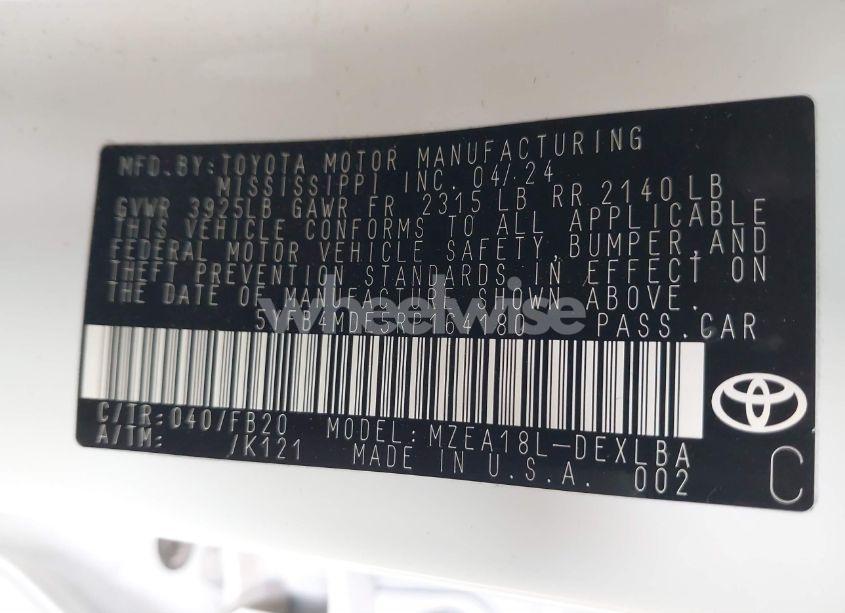 MFD. BY: TOYOTA MOTOR MANUFACTURING
MISSISSIPPI INC. 04/24
GVWR 3925LB GAWR FR 2315 LB RR 2140 LB
THIS VEHICLE CONFORMS TO ALL APPLICABLE
FEDERAL MOTOR VEHICLE SAFETY, BUMPER, AND
THEFT PREVENTION STANDARDS IN EFFECT ON
THE DATE OF MANUFACTURE SHOWN ABOVE.
wheelwise
PASS. CAR
C/TR: 040/FB20 MODEL: MZEA18L-DEXLBA
A/TM: /K121 MADE IN U.S.A. 002
C